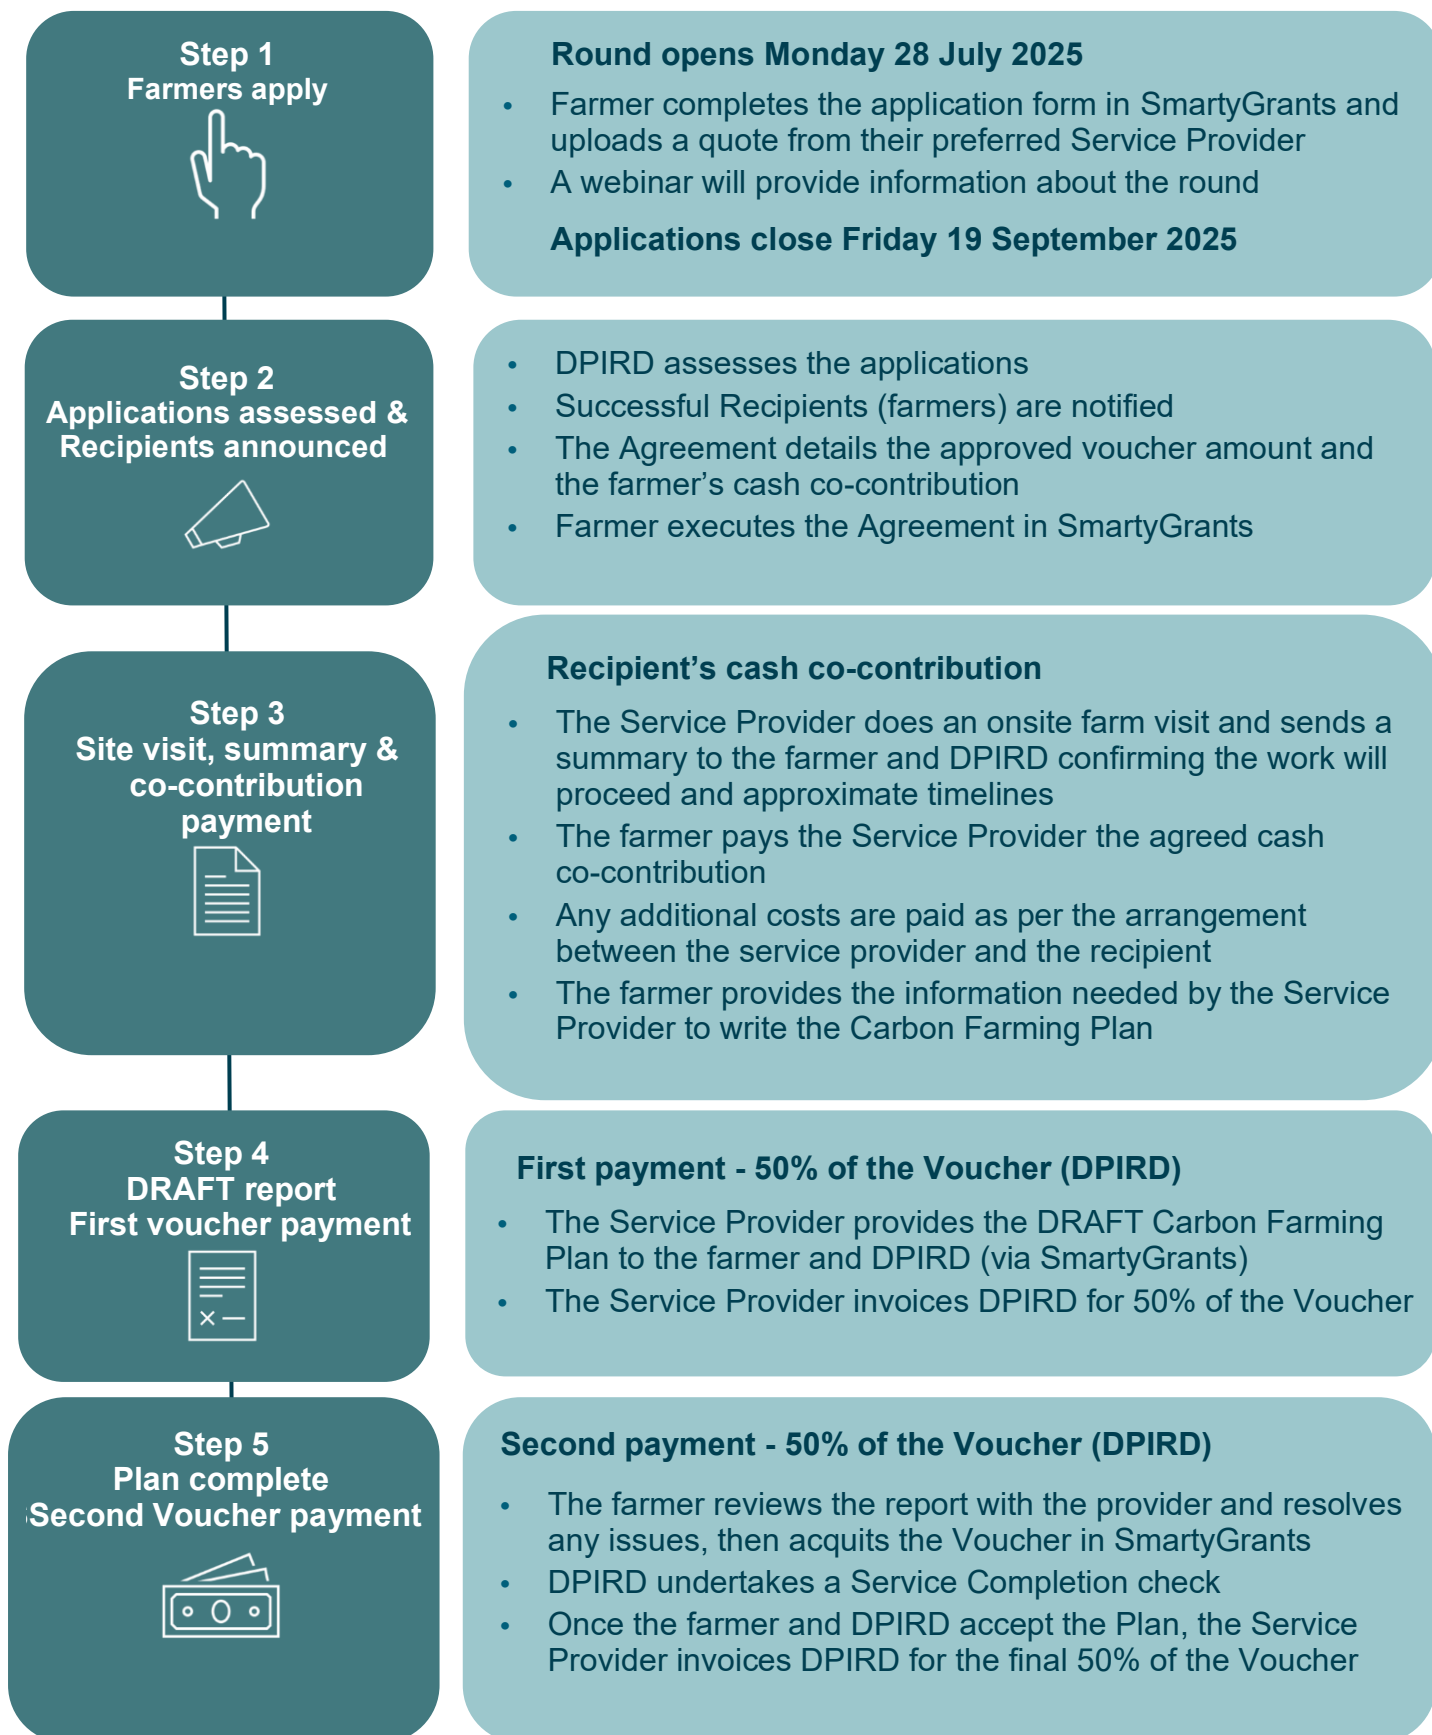 Step 1
Farmers apply
Round opens Monday 28 July 2025
• Farmer completes the application form in SmartyGrants and
uploads a quote from their preferred Service Provider
• A webinar will provide information about the round
Applications close Friday 19 September 2025
Step 2
Applications assessed &
Recipients announced
• DPIRD assesses the applications
• Successful Recipients (farmers) are notified
• The Agreement details the approved voucher amount and
the farmer’s cash co-contribution
• Farmer executes the Agreement in SmartyGrants
Step 3
Site visit, summary &
co-contribution
payment
Recipient’s cash co-contribution
• The Service Provider does an onsite farm visit and sends a
summary to the farmer and DPIRD confirming the work will
proceed and approximate timelines
• The farmer pays the Service Provider the agreed cash
co-contribution
• Any additional costs are paid as per the arrangement
between the service provider and the recipient
• The farmer provides the information needed by the Service
Provider to write the Carbon Farming Plan
Step 4
DRAFT report
First voucher payment
First payment - 50% of the Voucher (DPIRD)
• The Service Provider provides the DRAFT Carbon Farming
Plan to the farmer and DPIRD (via SmartyGrants)
• The Service Provider invoices DPIRD for 50% of the Voucher
Step 5
Plan complete
Second Voucher payment
Second payment - 50% of the Voucher (DPIRD)
• The farmer reviews the report with the provider and resolves
any issues, then acquits the Voucher in SmartyGrants
• DPIRD undertakes a Service Completion check
• Once the farmer and DPIRD accept the Plan, the Service
Provider invoices DPIRD for the final 50% of the Voucher